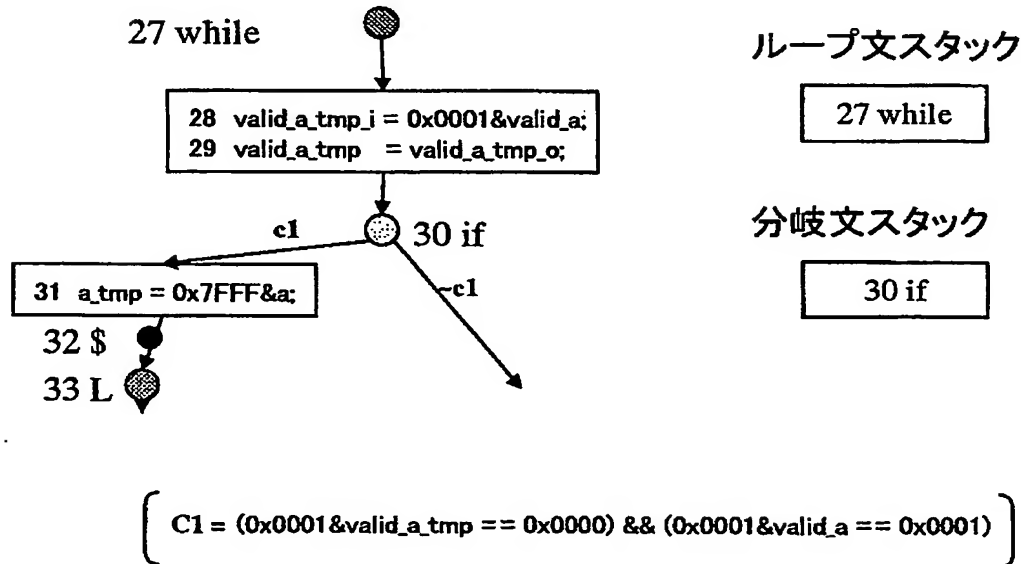 27 while
28 valid_a_tmp_i = 0x0001&valid_a;
29 valid_a_tmp = valid_a_tmp_o;
c1
30 if
~c1
31 a_tmp = 0x7FFF&a;
32 $
33 L
ループ文スタック
27 while
分岐文スタック
30 if
C1 = (0x0001&valid_a_tmp == 0x0000) && (0x0001&valid_a == 0x0001)